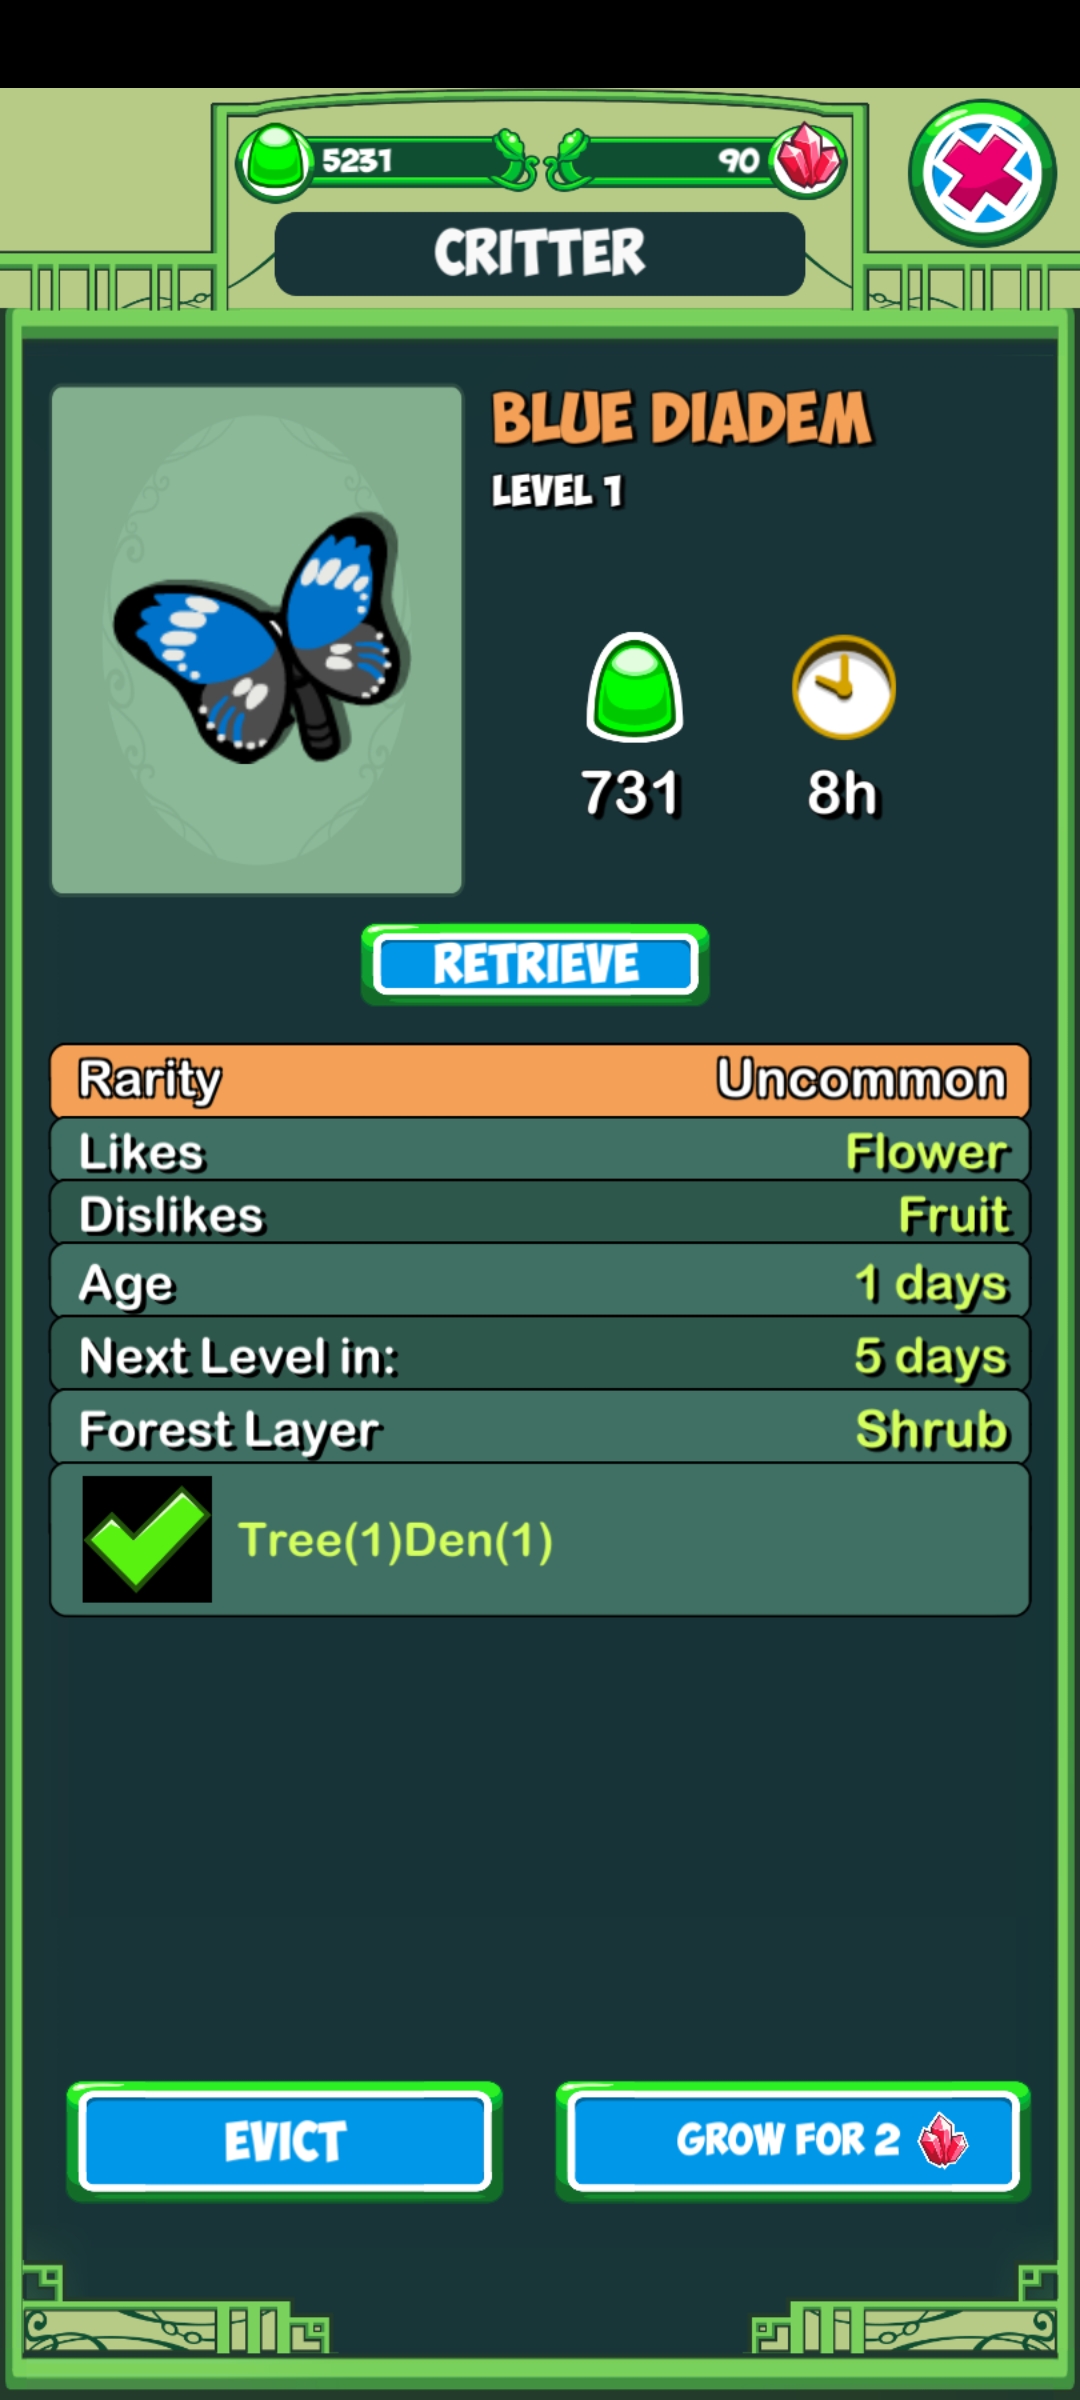 5231 90
CRITTER
BLUE DIADEM
LEVEL 1
731 8h
RETRIEVE
Rarity Uncommon
Likes Flower
Dislikes Fruit
Age 1 days
Next Level in: 5 days
Forest Layer Shrub
Tree(1)Den(1)
EVICT GROW FOR 2